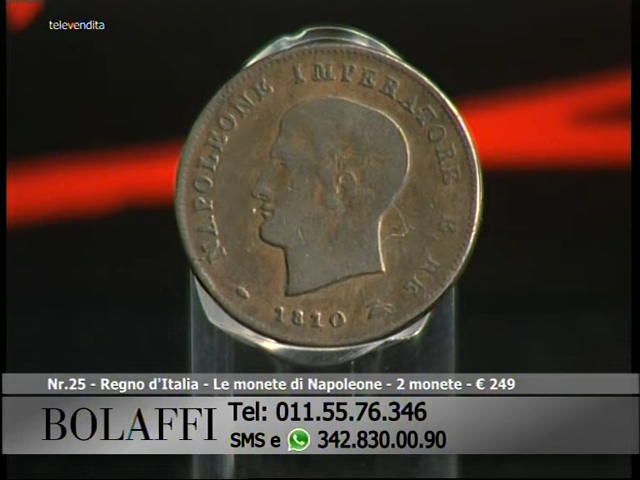 televendita
NAPOLEONE IMPERATORE E RE
1810
Nr.25 - Regno d'Italia - Le monete di Napoleone - 2 monete - € 249
BOLAFFI
Tel: 011.55.76.346
SMS e 342.830.00.90